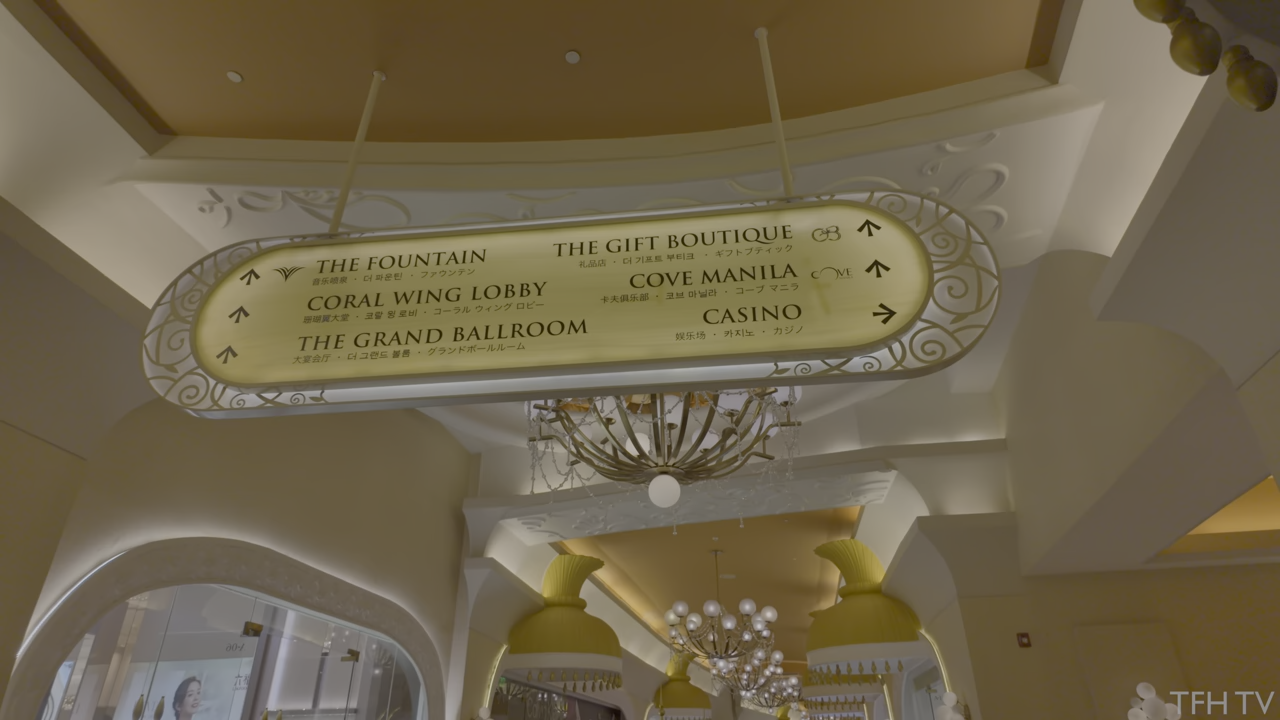 THE FOUNTAIN
音乐喷泉 · 더 파운틴 · ファウンテン
CORAL WING LOBBY
珊瑚翼大堂 · 코랄 윙 로비 · コーラル ウィング ロビー
THE GRAND BALLROOM
大宴会厅 · 더 그랜드 볼룸 · グランドボールルーム
THE GIFT BOUTIQUE
礼品店 · 더 기프트 부티크 · ギフトブティック
COVE MANILA COVE
卡夫俱乐部 · 코브 마닐라 · コーブ マニラ
CASINO
娱乐场 · 카지노 · カジノ
TFH TV